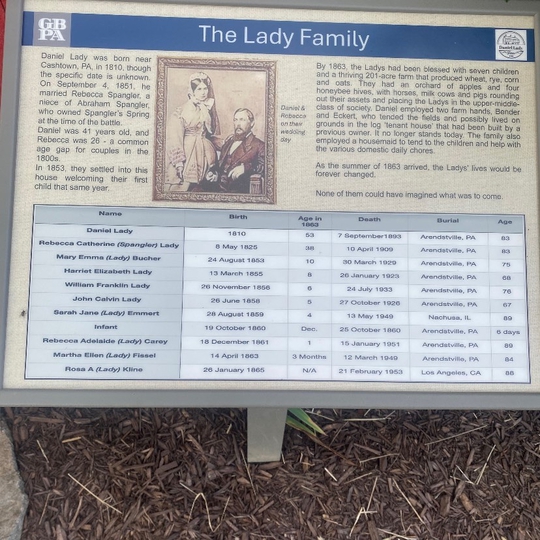 GB
PA
The Lady Family
Daniel Lady
Daniel Lady was born near
Cashtown, PA, in 1810, though
the specific date is unknown.
On September 4, 1851, he
married Rebecca Spangler, a
niece of Abraham Spangler,
who owned Spangler's Spring
at the time of the battle.
Daniel was 41 years old, and
Rebecca was 26 - a common
age gap for couples in the
1800s.
In 1853, they settled into this
house welcoming their first
child that same year.
Daniel &
Rebecca
on their
wedding
day
By 1863, the Ladys had been blessed with seven children
and a thriving 201-acre farm that produced wheat, rye, corn
and oats. They had an orchard of apples and four
honeybee hives, with horses, milk cows and pigs rounding
out their assets and placing the Ladys in the upper-middle-
class of society. Daniel employed two farm hands, Bender
and Eckert, who tended the fields and possibly lived on
grounds in the log 'tenant house' that had been built by a
previous owner. It no longer stands today. The family also
employed a housemaid to tend to the children and help with
the various domestic daily chores.
As the summer of 1863 arrived, the Ladys' lives would be
forever changed.
None of them could have imagined what was to come.
Name Birth Age in 1863 Death Burial Age
Daniel Lady 1810 53 7 September1893 Arendstville, PA 83
Rebecca Catherine (Spangler) Lady 8 May 1825 38 10 April 1909 Arendstville, PA 83
Mary Emma (Lady) Bucher 24 August 1853 10 30 March 1929 Arendstville, PA 75
Harriet Elizabeth Lady 13 March 1855 8 26 January 1923 Arendstville, PA 68
William Franklin Lady 26 November 1856 6 24 July 1933 Arendstville, PA 76
John Calvin Lady 26 June 1858 5 27 October 1926 Arendstville, PA 67
Sarah Jane (Lady) Emmert 28 August 1859 4 13 May 1949 Nachusa, IL 89
Infant 19 October 1860 Dec. 25 October 1860 Arendstville, PA 6 days
Rebecca Adelaide (Lady) Carey 18 December 1861 1 15 January 1951 Arendstville, PA 89
Martha Ellen (Lady) Fissel 14 April 1863 3 Months 12 March 1949 Arendstville, PA 84
Rosa A (Lady) Kline 26 January 1865 N/A 21 February 1953 Los Angeles, CA 88